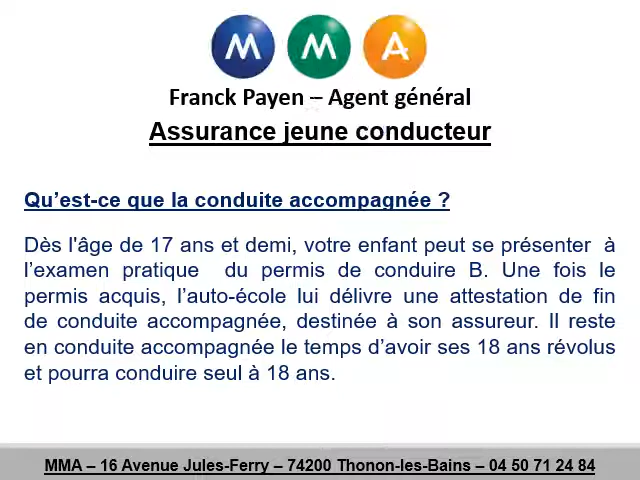 M M A
Franck Payen – Agent général
Assurance jeune conducteur
Qu’est-ce que la conduite accompagnée ?
Dès l'âge de 17 ans et demi, votre enfant peut se présenter à
l’examen pratique du permis de conduire B. Une fois le
permis acquis, l’auto-école lui délivre une attestation de fin
de conduite accompagnée, destinée à son assureur. Il reste
en conduite accompagnée le temps d’avoir ses 18 ans révolus
et pourra conduire seul à 18 ans.
MMA – 16 Avenue Jules-Ferry – 74200 Thonon-les-Bains – 04 50 71 24 84